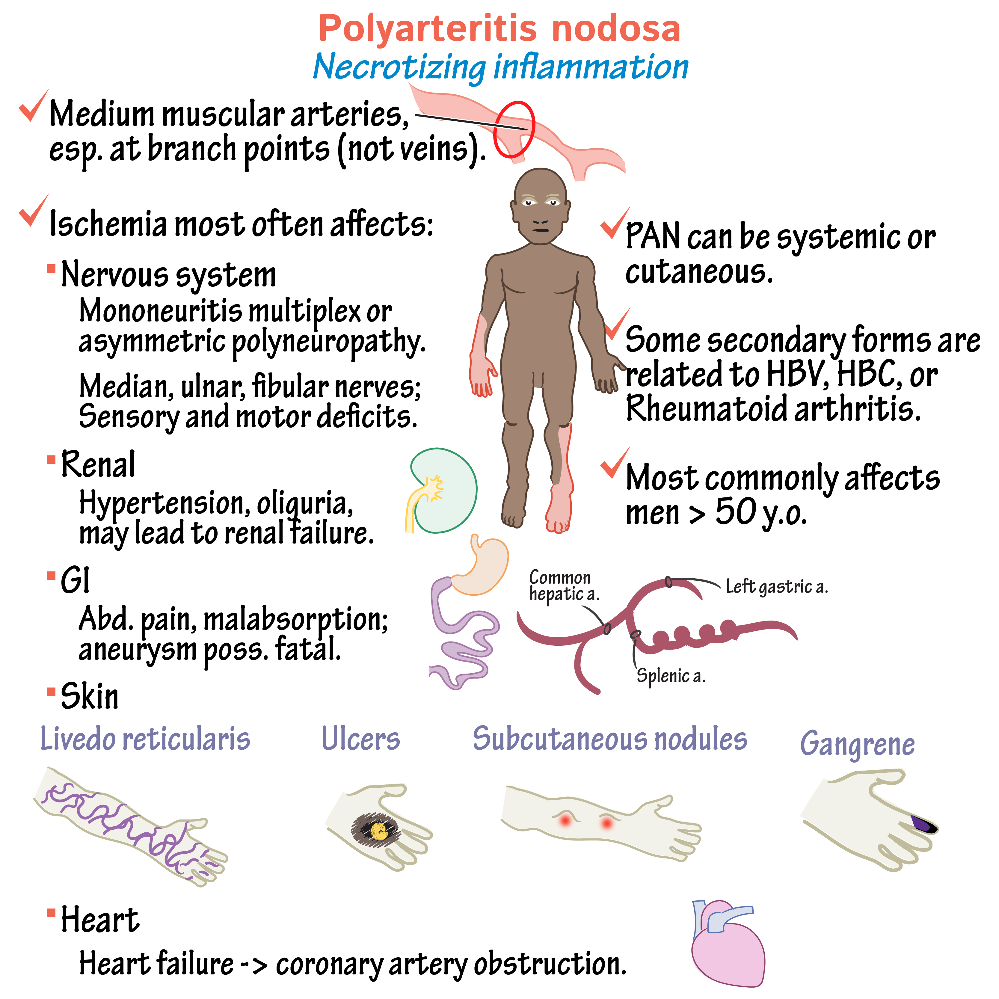 Polyarteritis nodosa
Necrotizing inflammation
Medium muscular arteries,
esp. at branch points (not veins).
Ischemia most often affects:
Nervous system
Mononeuritis multiplex or
asymmetric polyneuropathy.
Median, ulnar, fibular nerves;
Sensory and motor deficits.
Renal
Hypertension, oliguria,
may lead to renal failure.
GI
Abd. pain, malabsorption;
aneurysm poss. fatal.
Skin
PAN can be systemic or
cutaneous.
Some secondary forms are
related to HBV, HBC, or
Rheumatoid arthritis.
Most commonly affects
men > 50 y.o.
Common
hepatic a.
Left gastric a.
Splenic a.
Livedo reticularis
Ulcers
Subcutaneous nodules
Gangrene
Heart
Heart failure -> coronary artery obstruction.